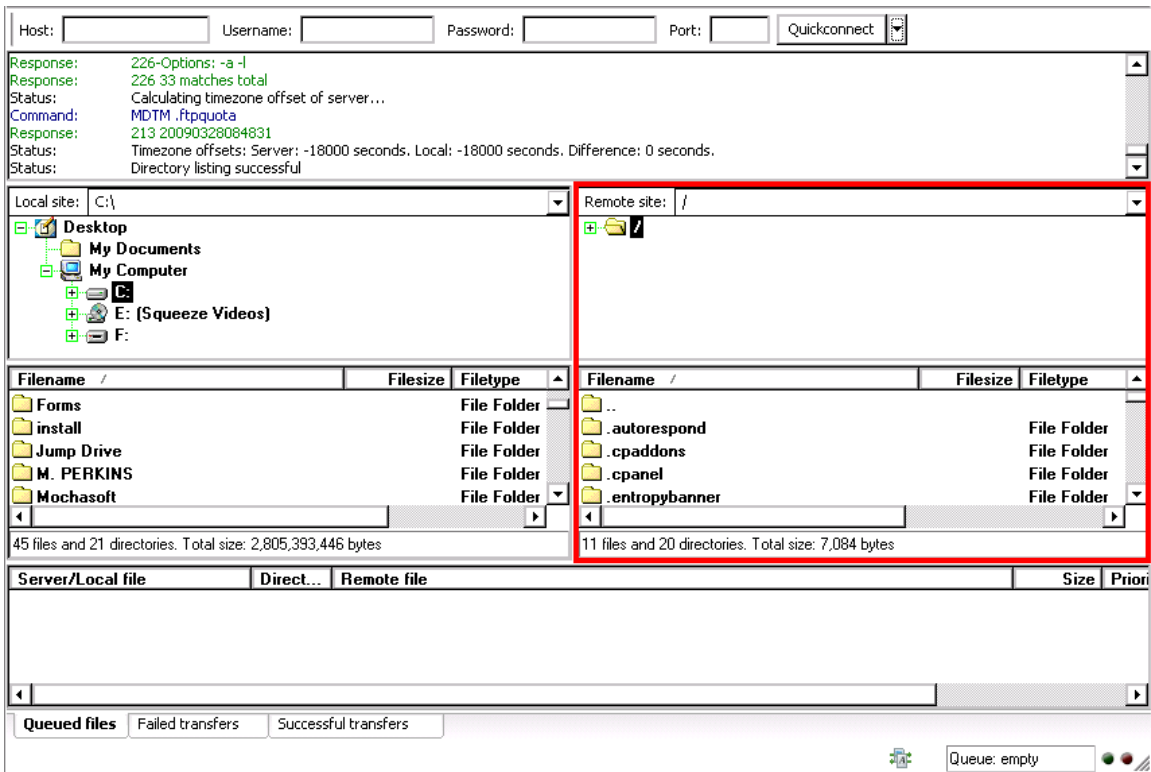 Host: Username: Password: Port: Quickconnect
Response: 226-Options: -a -l
Response: 226 33 matches total
Status: Calculating timezone offset of server...
Command: MDTM .ftpquota
Response: 213 20090328084831
Status: Timezone offsets: Server: -18000 seconds. Local: -18000 seconds. Difference: 0 seconds.
Status: Directory listing successful
Local site: C:\
Desktop
My Documents
My Computer
C:
E: (Squeeze Videos)
F:
Filename / Filesize Filetype
Forms File Folder
install File Folder
Jump Drive File Folder
M. PERKINS File Folder
Mochasoft File Folder
45 files and 21 directories. Total size: 2,805,393,446 bytes
Remote site: /
/
Filename / Filesize Filetype
..
.autorespond File Folder
.cpaddons File Folder
.cpanel File Folder
.entropybanner File Folder
11 files and 20 directories. Total size: 7,084 bytes
Server/Local file Direct... Remote file Size Priori
Queued files Failed transfers Successful transfers
Queue: empty